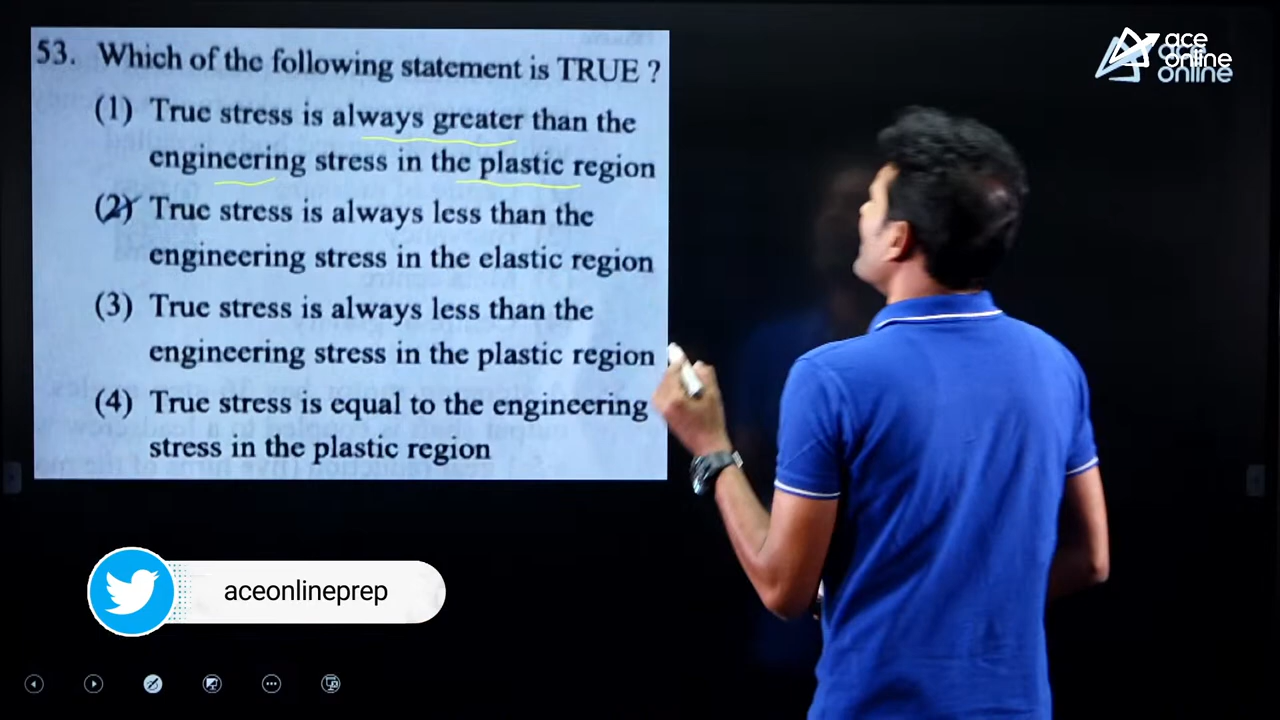 53. Which of the following statement is TRUE ?
(1) True stress is always greater than the
engineering stress in the plastic region
(2) True stress is always less than the
engineering stress in the elastic region
(3) True stress is always less than the
engineering stress in the plastic region
(4) True stress is equal to the engineering
stress in the plastic region
ace
online
ace
online
aceonlineprep